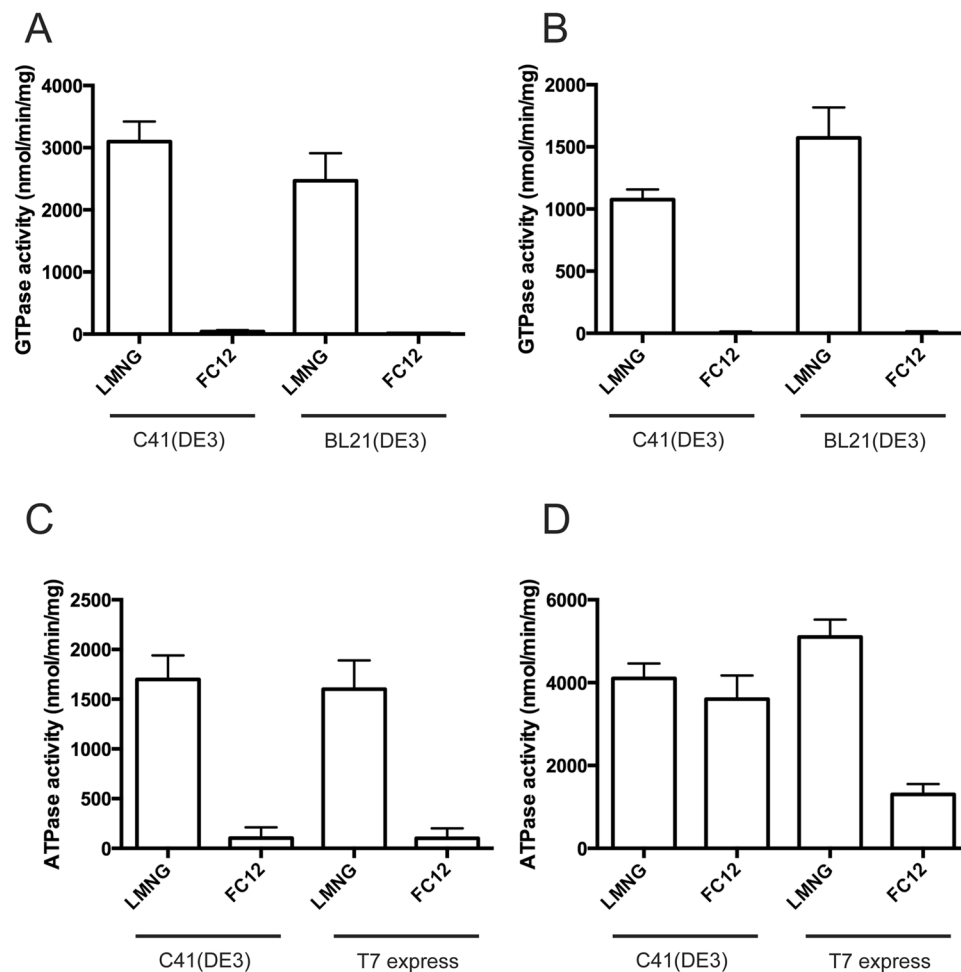 A
GTPase activity (nmol/min/mg)
4000
3000
2000
1000
0
LMNG
FC12
LMNG
FC12
C41(DE3)
BL21(DE3)
B
GTPase activity (nmol/min/mg)
2000
1500
1000
500
0
LMNG
FC12
LMNG
FC12
C41(DE3)
BL21(DE3)
C
ATPase activity (nmol/min/mg)
2500
2000
1500
1000
500
0
LMNG
FC12
LMNG
FC12
C41(DE3)
T7 express
D
ATPase activity (nmol/min/mg)
6000
4000
2000
0
LMNG
FC12
LMNG
FC12
C41(DE3)
T7 express